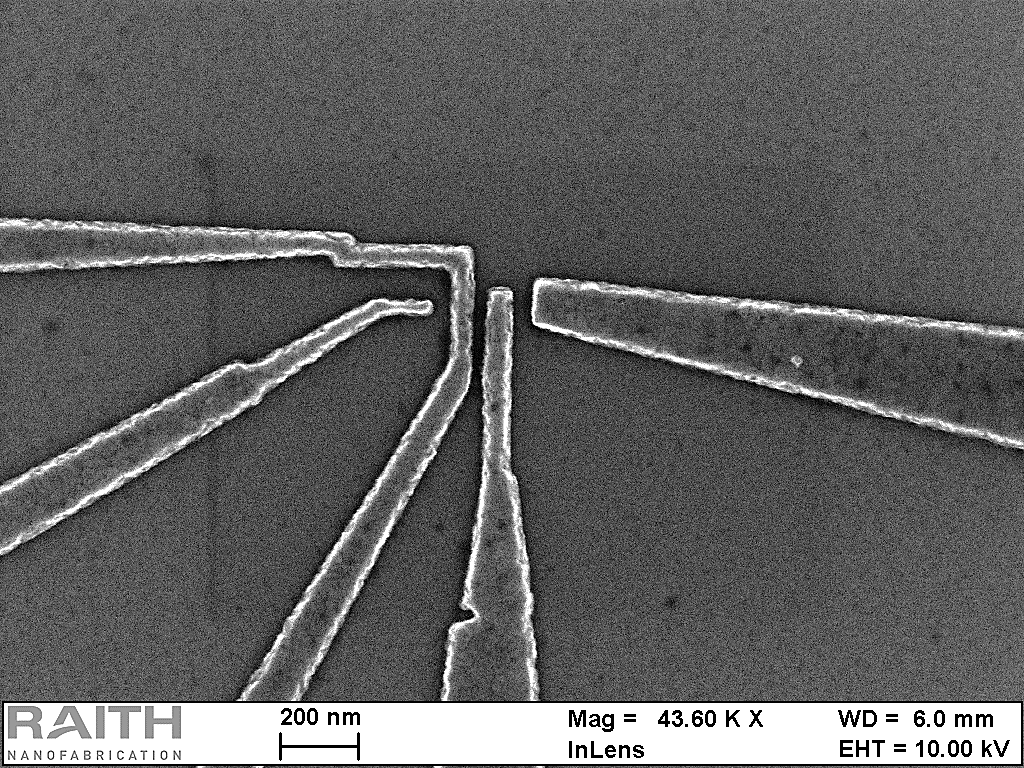 RAITH
NANOFABRICATION
200 nm
Mag = 43.60 K X
InLens
WD = 6.0 mm
EHT = 10.00 kV